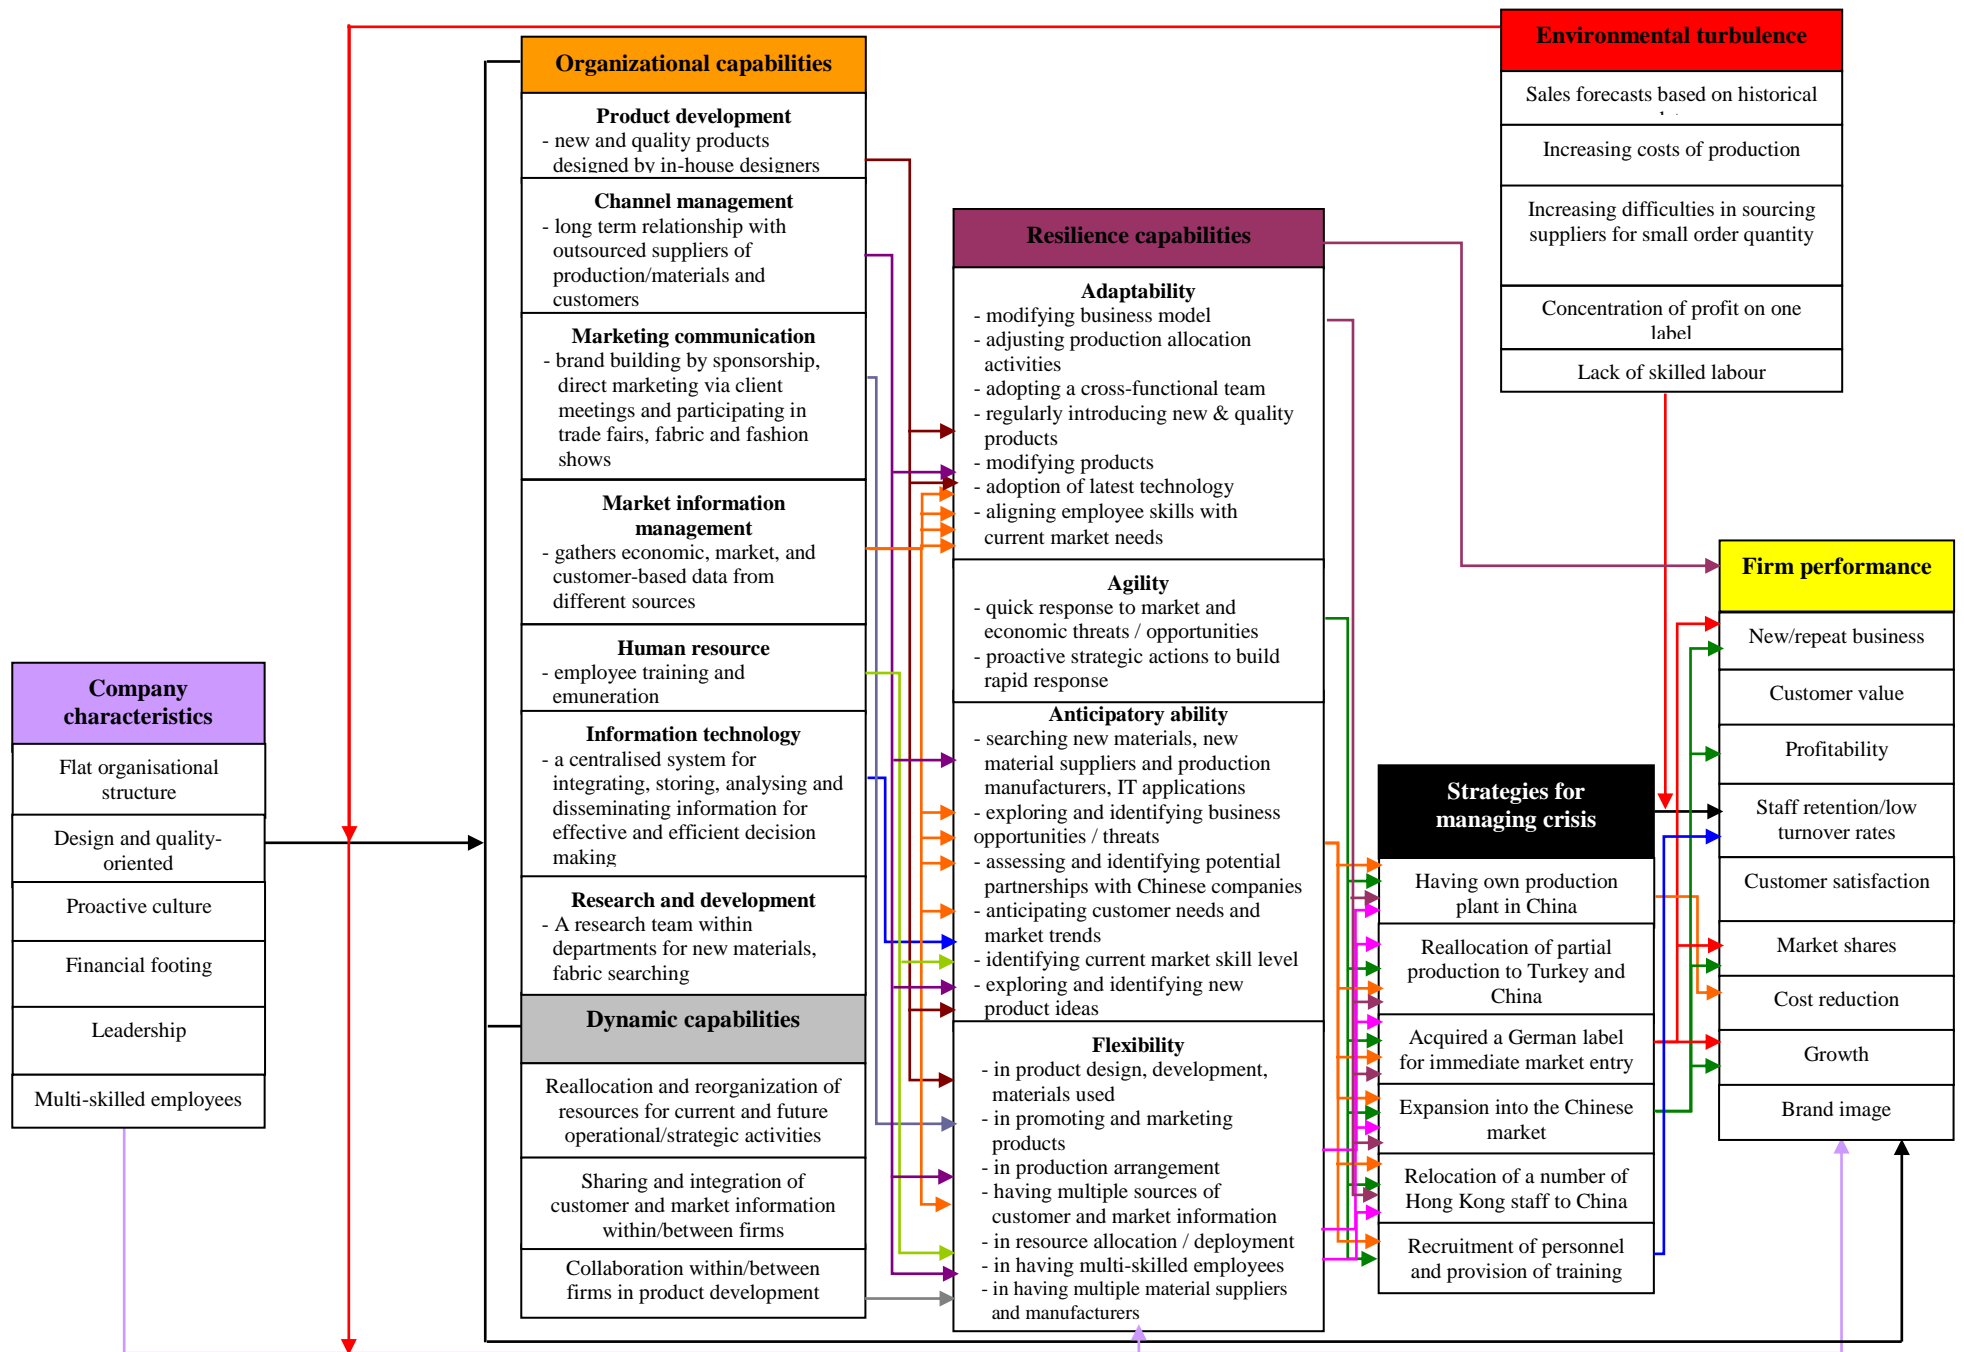 Environmental turbulence
Sales forecasts based on historical
Increasing costs of production
Increasing difficulties in sourcing
suppliers for small order quantity
Concentration of profit on one
label
Lack of skilled labour
Organizational capabilities
Product development
- new and quality products
designed by in-house designers
Channel management
- long term relationship with
outsourced suppliers of
production/materials and
customers
Marketing communication
- brand building by sponsorship,
direct marketing via client
meetings and participating in
trade fairs, fabric and fashion
shows
Market information
management
- gathers economic, market, and
customer-based data from
different sources
Human resource
- employee training and
emuneration
Information technology
- a centralised system for
integrating, storing, analysing and
disseminating information for
effective and efficient decision
making
Research and development
- A research team within
departments for new materials,
fabric searching
Dynamic capabilities
Reallocation and reorganization of
resources for current and future
operational/strategic activities
Sharing and integration of
customer and market information
within/between firms
Collaboration within/between
firms in product development
Company
characteristics
Flat organisational
structure
Design and quality-
oriented
Proactive culture
Financial footing
Leadership
Multi-skilled employees
Resilience capabilities
Adaptability
- modifying business model
- adjusting production allocation
activities
- adopting a cross-functional team
- regularly introducing new & quality
products
- modifying products
- adoption of latest technology
- aligning employee skills with
current market needs
Agility
- quick response to market and
economic threats / opportunities
- proactive strategic actions to build
rapid response
Anticipatory ability
- searching new materials, new
material suppliers and production
manufacturers, IT applications
- exploring and identifying business
opportunities / threats
- assessing and identifying potential
partnerships with Chinese companies
- anticipating customer needs and
market trends
- identifying current market skill level
- exploring and identifying new
product ideas
Flexibility
- in product design, development,
materials used
- in promoting and marketing
products
- in production arrangement
- having multiple sources of
customer and market information
- in resource allocation / deployment
- in having multi-skilled employees
- in having multiple material suppliers
and manufacturers
Strategies for
managing crisis
Having own production
plant in China
Reallocation of partial
production to Turkey and
China
Acquired a German label
for immediate market entry
Expansion into the Chinese
market
Relocation of a number of
Hong Kong staff to China
Recruitment of personnel
and provision of training
Firm performance
New/repeat business
Customer value
Profitability
Staff retention/low
turnover rates
Customer satisfaction
Market shares
Cost reduction
Growth
Brand image